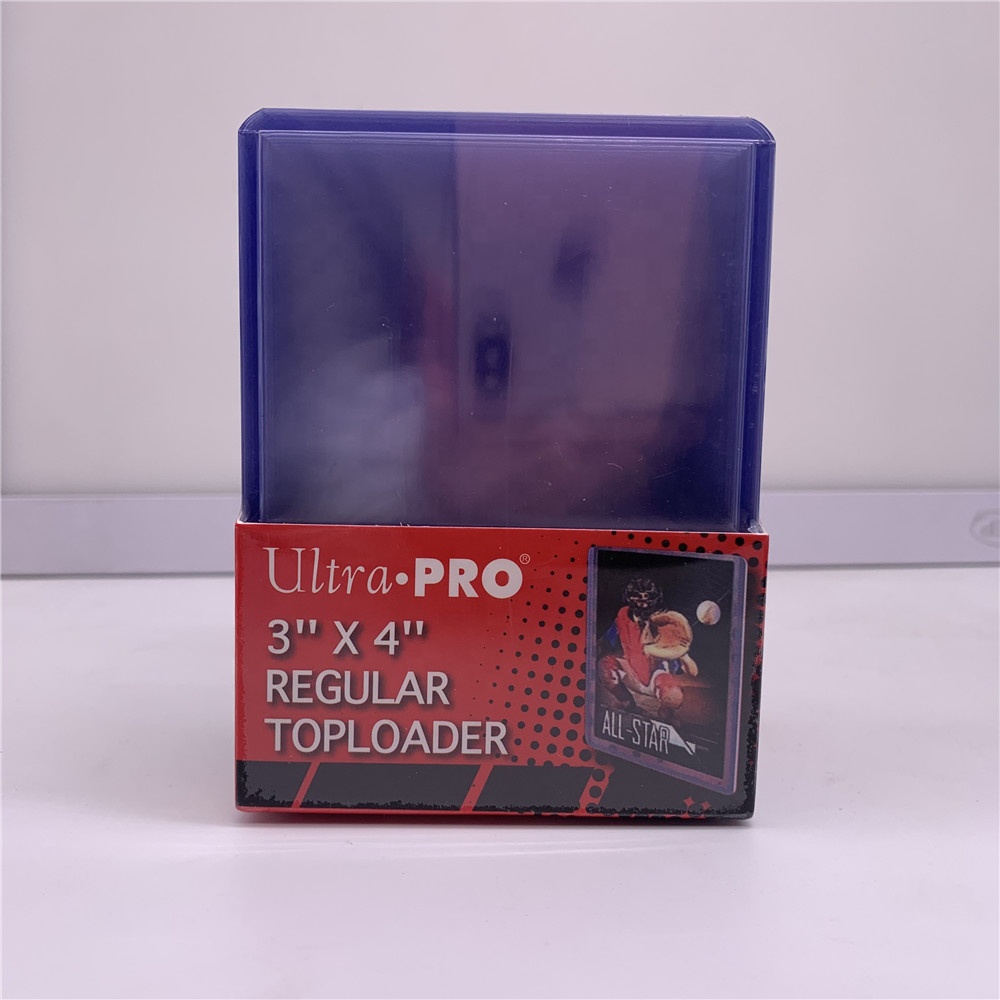 Ultra•PRO®
3" X 4"
REGULAR
TOPLOADER
ALL-STAR